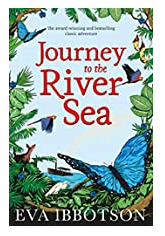 The award-winning and bestselling
classic adventure
Journey
to the
River
Sea
EVA IBBOTSON